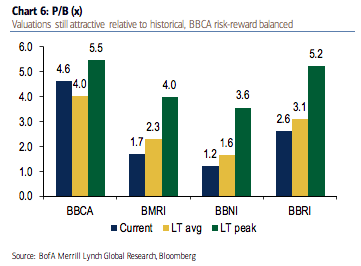 Chart 6: P/B (x)
Valuations still attractive relative to historical, BBCA risk-reward balanced
6.0
5.0
4.0
3.0
2.0
1.0
0.0
4.6 4.0 5.5
1.7 2.3 4.0
1.2 1.6 3.6
2.6 3.1 5.2
BBCA BMRI BBNI BBRI
Current LT avg LT peak
Source: BofA Merrill Lynch Global Research, Bloomberg